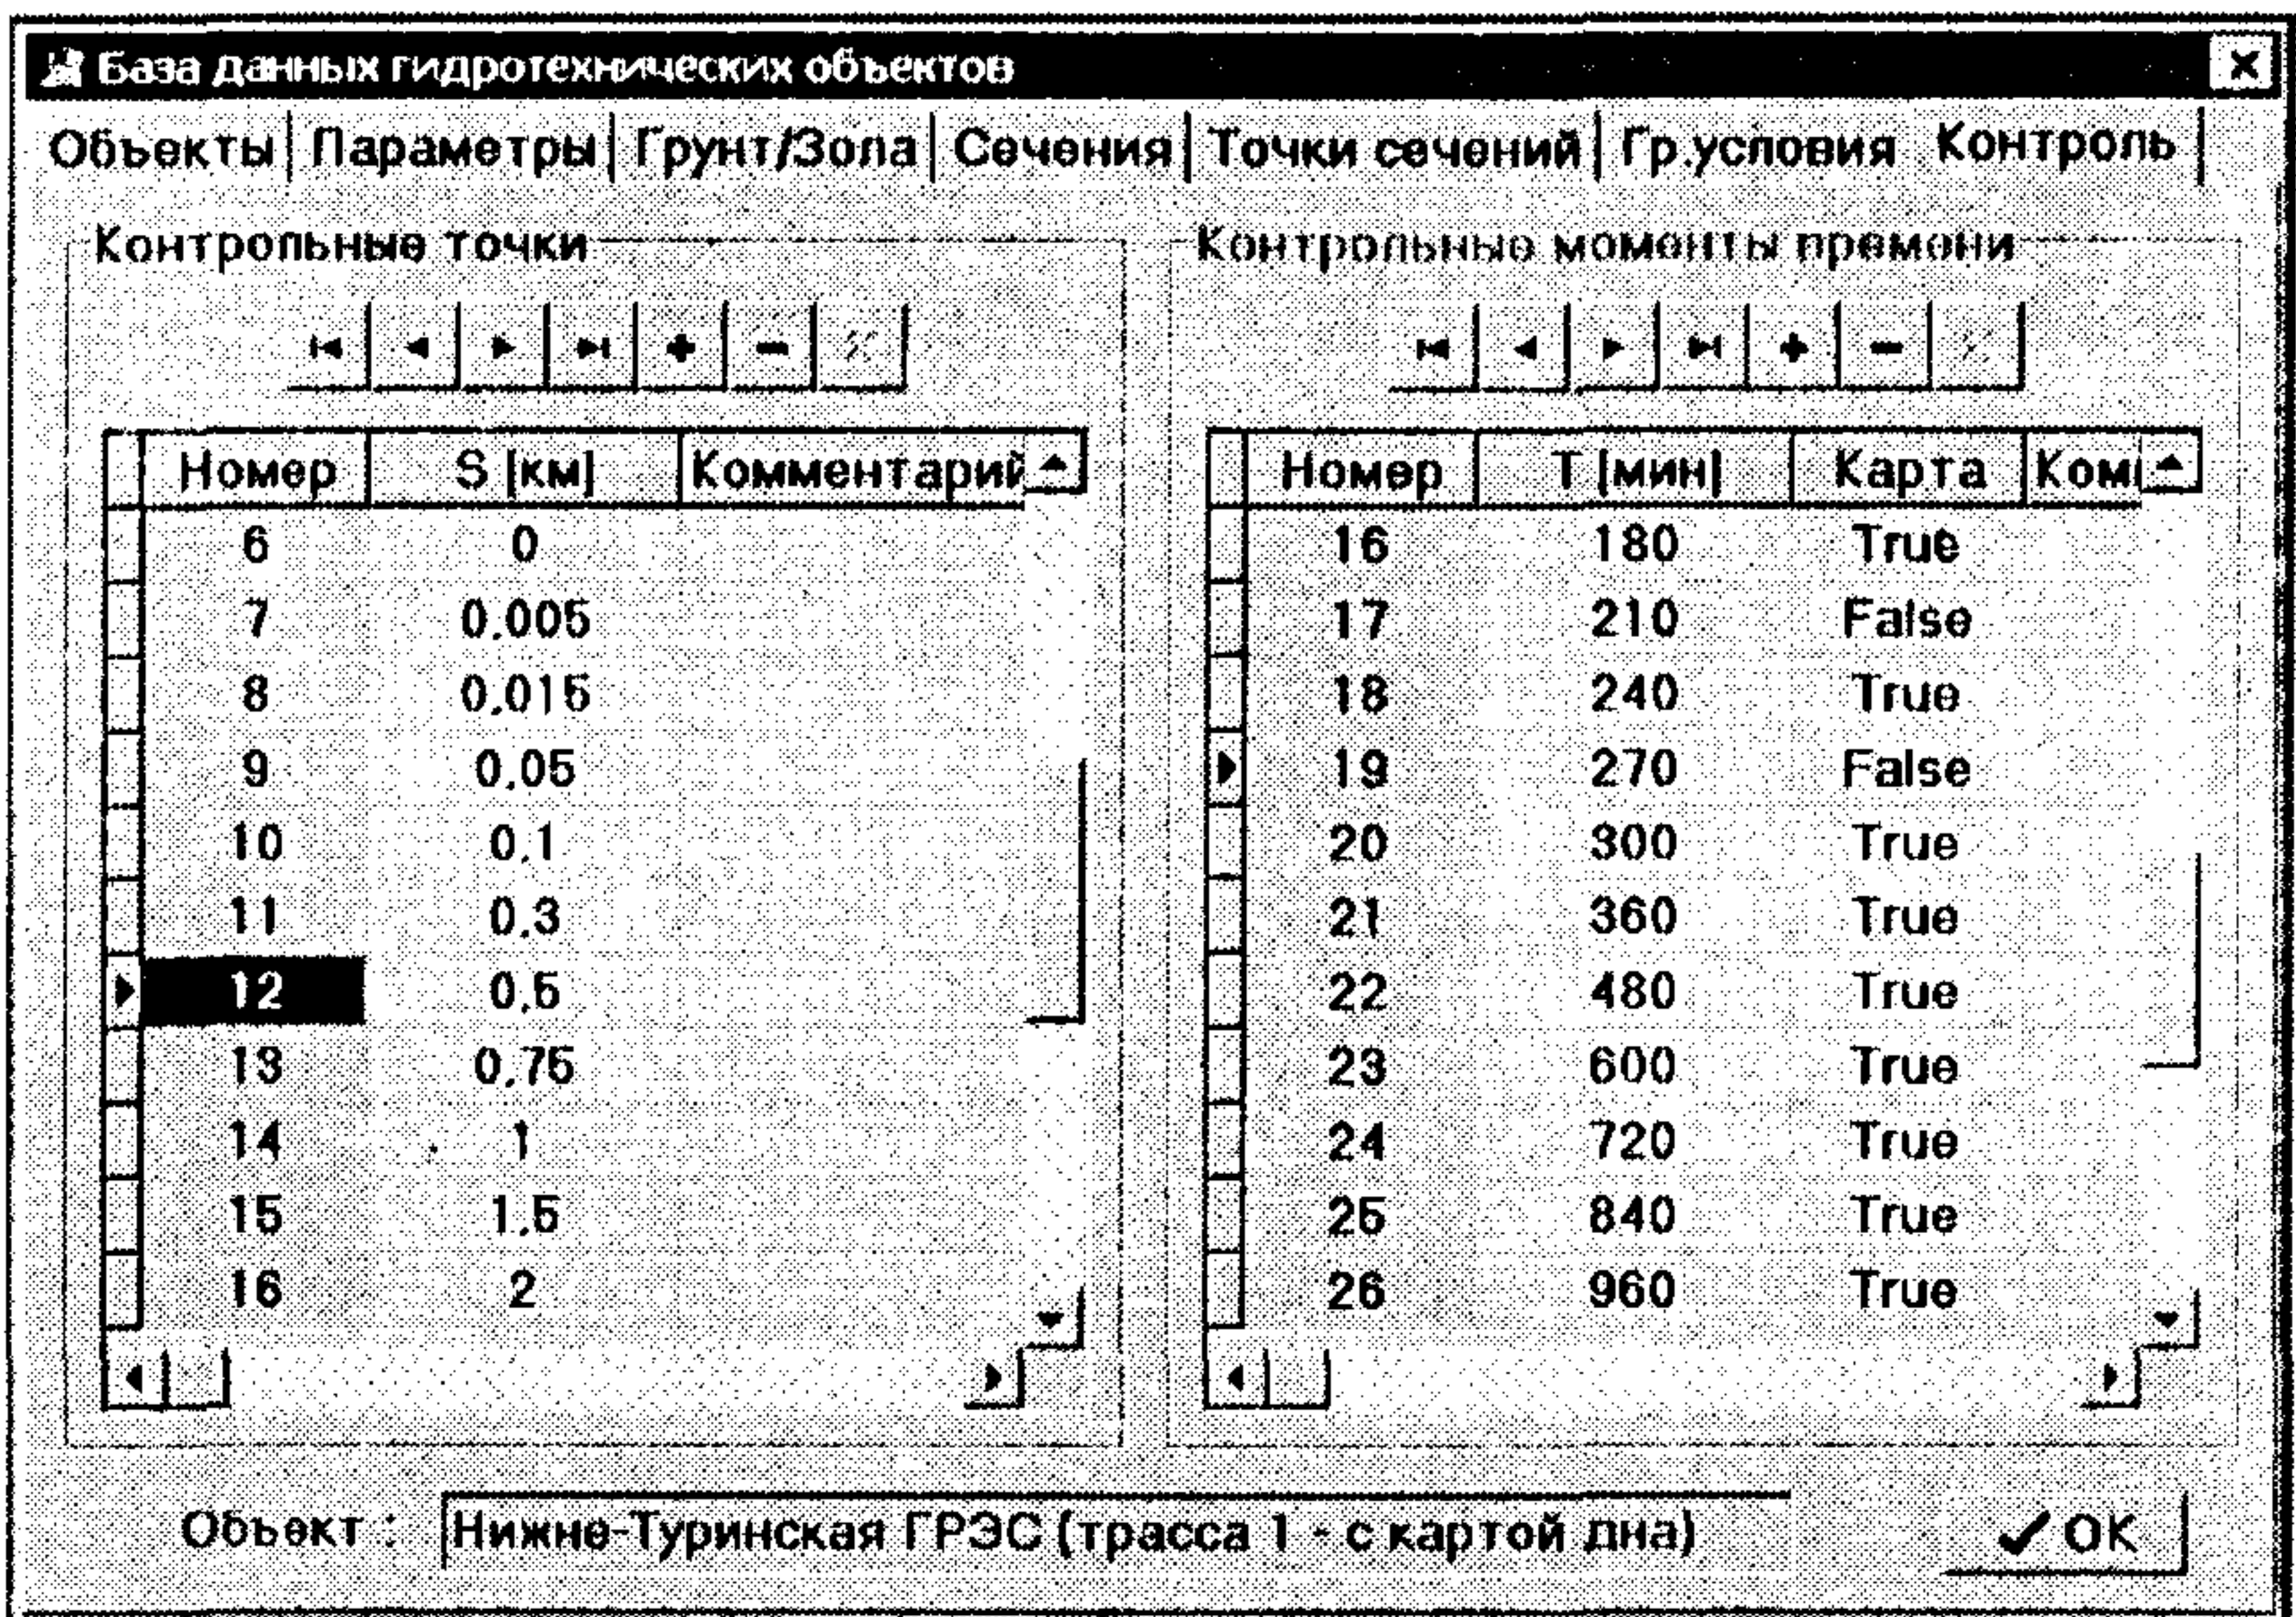 База данных гидротехнических объектов
Объекты Параметры Грунт/Зола Сечения Точки сечений Гр.условия Контроль
Контрольные точки
Номер S [км] Комментарий
6 0
7 0.005
8 0.015
9 0.05
10 0.1
11 0.3
12 0.5
13 0.75
14 1
15 1.5
16 2
Контрольные моменты времени
Номер T [мин] Карта Ком
16 180 True
17 210 False
18 240 True
19 270 False
20 300 True
21 360 True
22 480 True
23 600 True
24 720 True
25 840 True
26 960 True
Объект : Нижне-Туринская ГРЭС (трасса 1 - с картой дна)
OK